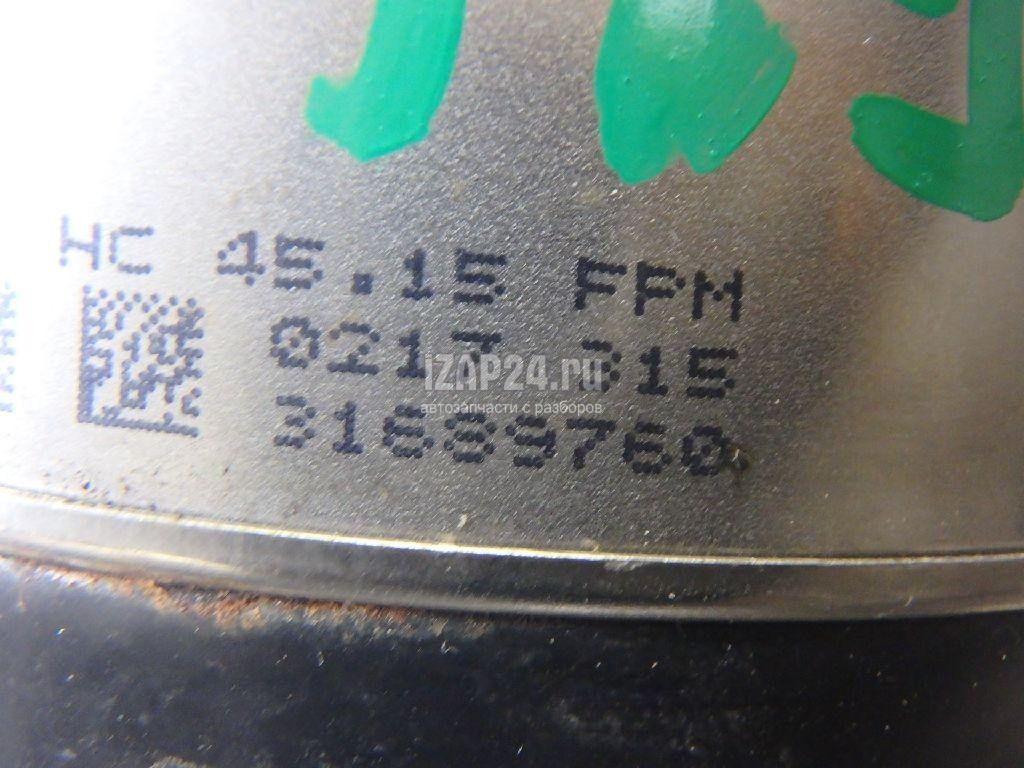 HC 45.15 FPM
0217 315
31689760
IZAP24.ru
автозапчасти с разборов